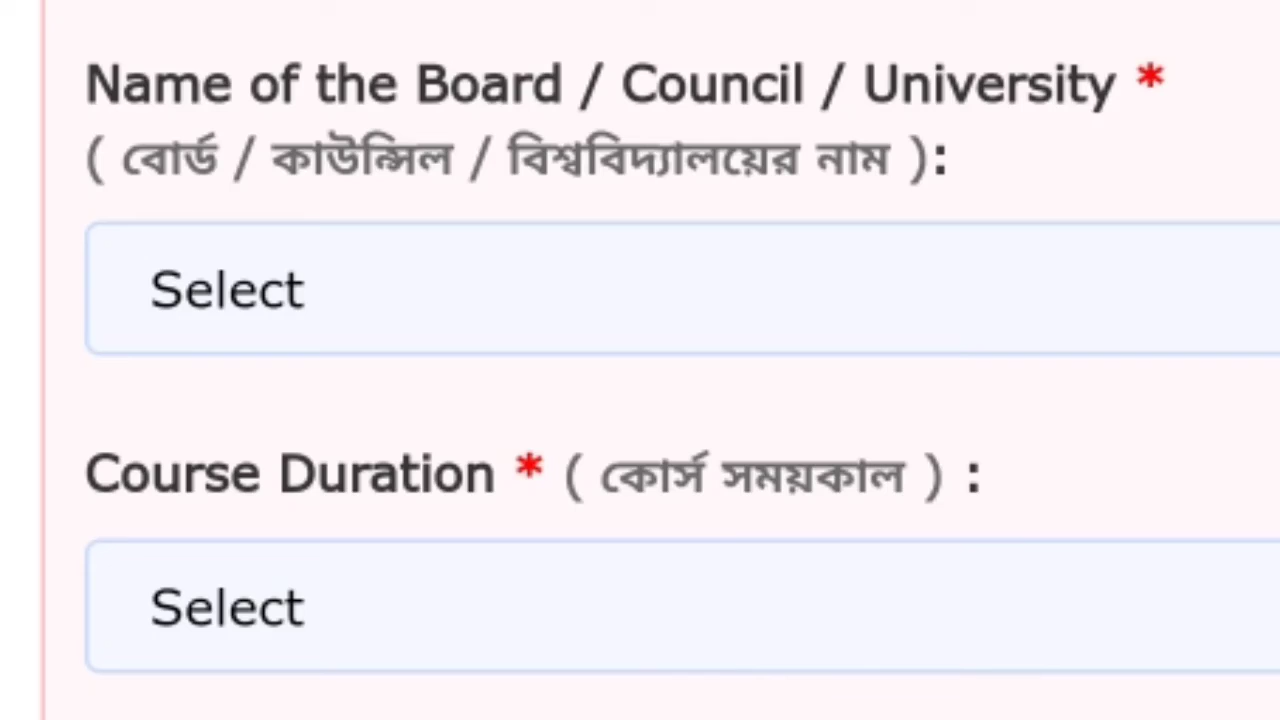 Name of the Board / Council / University *
( বোর্ড / কাউন্সিল / বিশ্ববিদ্যালয়ের নাম ):
Select
Course Duration * ( কোর্স সময়কাল ) :
Select